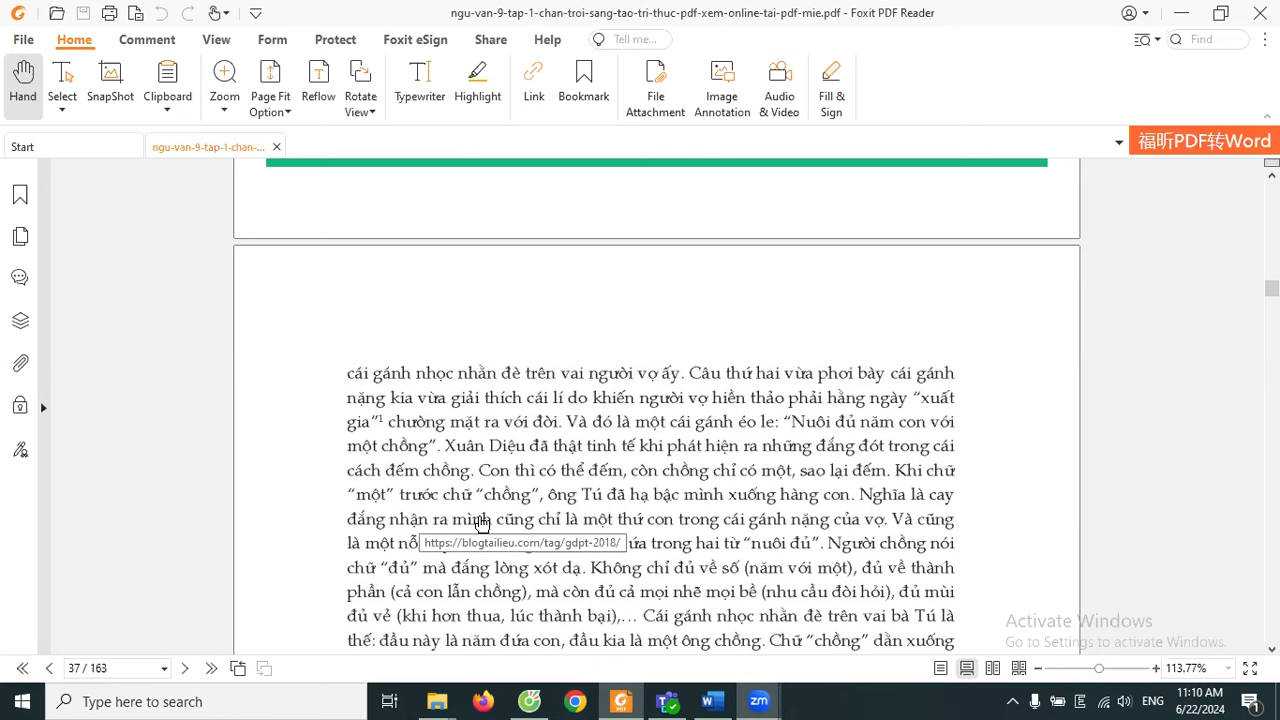 ngu-van-9-tap-1-chan-troi-sang-tao-tri-thuc-pdf-xem-online-tai-pdf-mie.pdf - Foxit PDF Reader
File Home Comment View Form Protect Foxit eSign Share Help Tell me... Find
Hand Select SnapShot Clipboard Zoom Page Fit Option Reflow Rotate View Typewriter Highlight Link Bookmark File Attachment Image Annotation Audio & Video Fill & Sign
Start ngu-van-9-tap-1-chan-... 福昕PDF转Word
cái gánh nhọc nhằn đè trên vai người vợ ấy. Câu thứ hai vừa phơi bày cái gánh
nặng kia vừa giải thích cái lí do khiến người vợ hiền thảo phải hằng ngày “xuất
gia”¹ chường mặt ra với đời. Và đó là một cái gánh éo le: “Nuôi đủ năm con với
một chồng”. Xuân Diệu đã thật tinh tế khi phát hiện ra những đắng đót trong cái
cách đếm chồng. Con thì có thể đếm, còn chồng chỉ có một, sao lại đếm. Khi chữ
“một” trước chữ “chồng”, ông Tú đã hạ bậc mình xuống hàng con. Nghĩa là cay
đắng nhận ra mình cũng chỉ là một thứ con trong cái gánh nặng của vợ. Và cũng
là một nỗ
https://blogtailieu.com/tag/gdpt-2018/
ứa trong hai từ “nuôi đủ”. Người chồng nói
chữ “đủ” mà đắng lòng xót dạ. Không chỉ đủ về số (năm với một), đủ về thành
phần (cả con lẫn chồng), mà còn đủ cả mọi nhẽ mọi bề (nhu cầu đòi hỏi), đủ mùi
đủ vẻ (khi hơn thua, lúc thành bại),… Cái gánh nhọc nhằn đè trên vai bà Tú là
thế: đầu này là năm đứa con, đầu kia là một ông chồng. Chữ “chồng” dằn xuống
Activate Windows
Go to Settings to activate Windows.
37 / 163 113.77%
Type here to search zm ENG 11:10 AM
6/22/2024 1